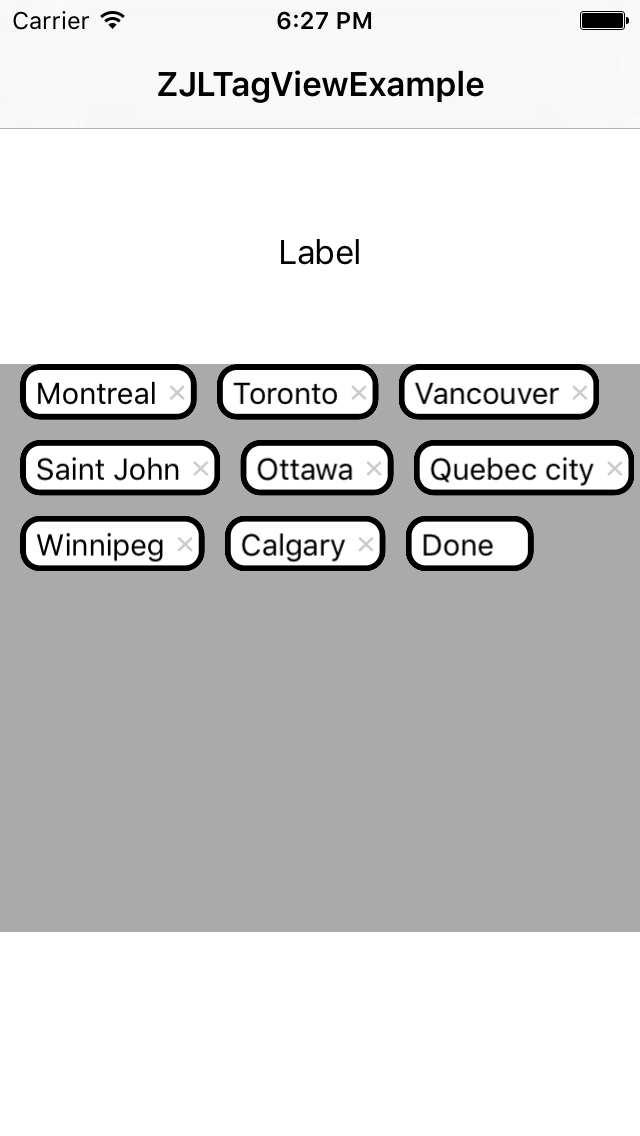 Carrier 6:27 PM
ZJLTagViewExample
Label
Montreal × Toronto × Vancouver ×
Saint John × Ottawa × Quebec city ×
Winnipeg × Calgary × Done